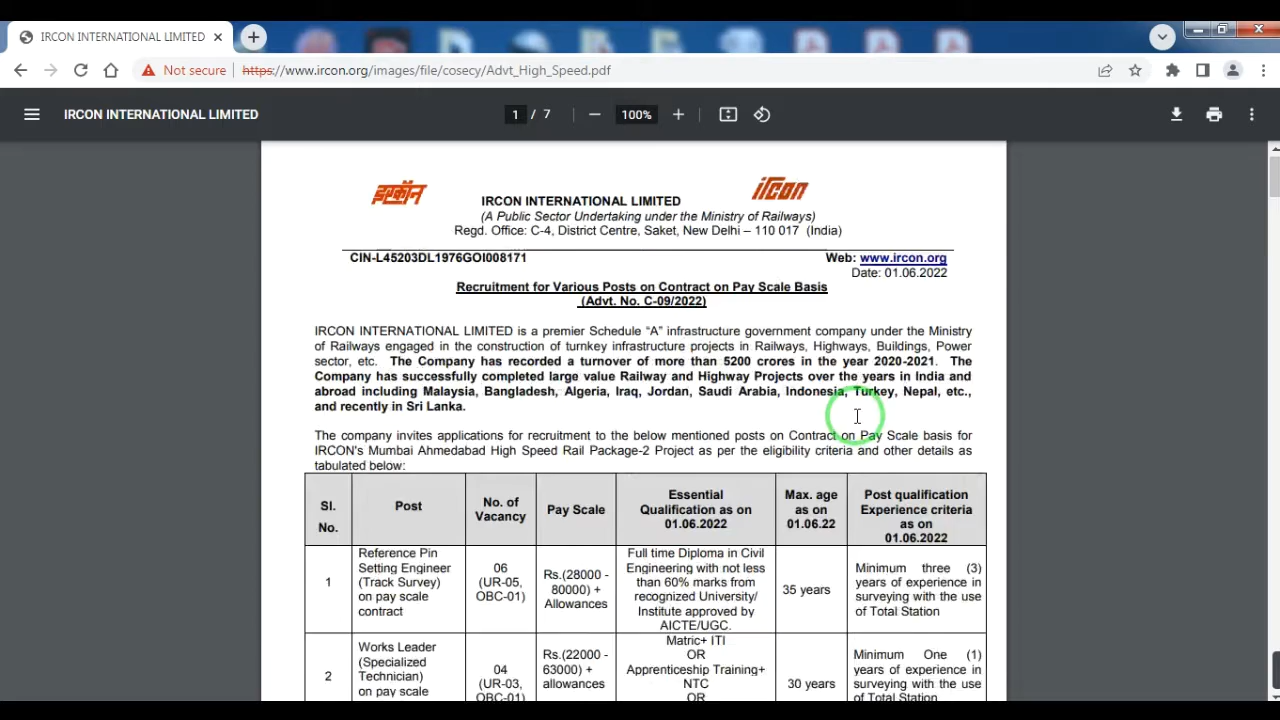 IRCON INTERNATIONAL LIMITED
Not secure
https://www.ircon.org/images/file/cosecy/Advt_High_Speed.pdf
IRCON INTERNATIONAL LIMITED
1 / 7
100%
इरकॉन
ircon
IRCON INTERNATIONAL LIMITED
(A Public Sector Undertaking under the Ministry of Railways)
Regd. Office: C-4, District Centre, Saket, New Delhi – 110 017 (India)
CIN-L45203DL1976GOI008171
Web: www.ircon.org
Date: 01.06.2022
Recruitment for Various Posts on Contract on Pay Scale Basis
(Advt. No. C-09/2022)
IRCON INTERNATIONAL LIMITED is a premier Schedule “A” infrastructure government company under the Ministry
of Railways engaged in the construction of turnkey infrastructure projects in Railways, Highways, Buildings, Power
sector, etc. The Company has recorded a turnover of more than 5200 crores in the year 2020-2021. The
Company has successfully completed large value Railway and Highway Projects over the years in India and
abroad including Malaysia, Bangladesh, Algeria, Iraq, Jordan, Saudi Arabia, Indonesia, Turkey, Nepal, etc.,
and recently in Sri Lanka.
The company invites applications for recruitment to the below mentioned posts on Contract on Pay Scale basis for
IRCON's Mumbai Ahmedabad High Speed Rail Package-2 Project as per the eligibility criteria and other details as
tabulated below:
Sl.
No.
Post
No. of
Vacancy
Pay Scale
Essential
Qualification as on
01.06.2022
Max. age
as on
01.06.22
Post qualification
Experience criteria
as on
01.06.2022
1
Reference Pin
Setting Engineer
(Track Survey)
on pay scale
contract
06
(UR-05,
OBC-01)
Rs.(28000 -
80000) +
Allowances
Full time Diploma in Civil
Engineering with not less
than 60% marks from
recognized University/
Institute approved by
AICTE/UGC.
35 years
Minimum three (3)
years of experience in
surveying with the use
of Total Station
2
Works Leader
(Specialized
Technician)
on pay scale
04
(UR-03,
OBC-01)
Rs.(22000 -
63000) +
allowances
Matric+ ITI
OR
Apprenticeship Training+
NTC
OR
30 years
Minimum One (1)
years of experience in
surveying with the use
of Total Station